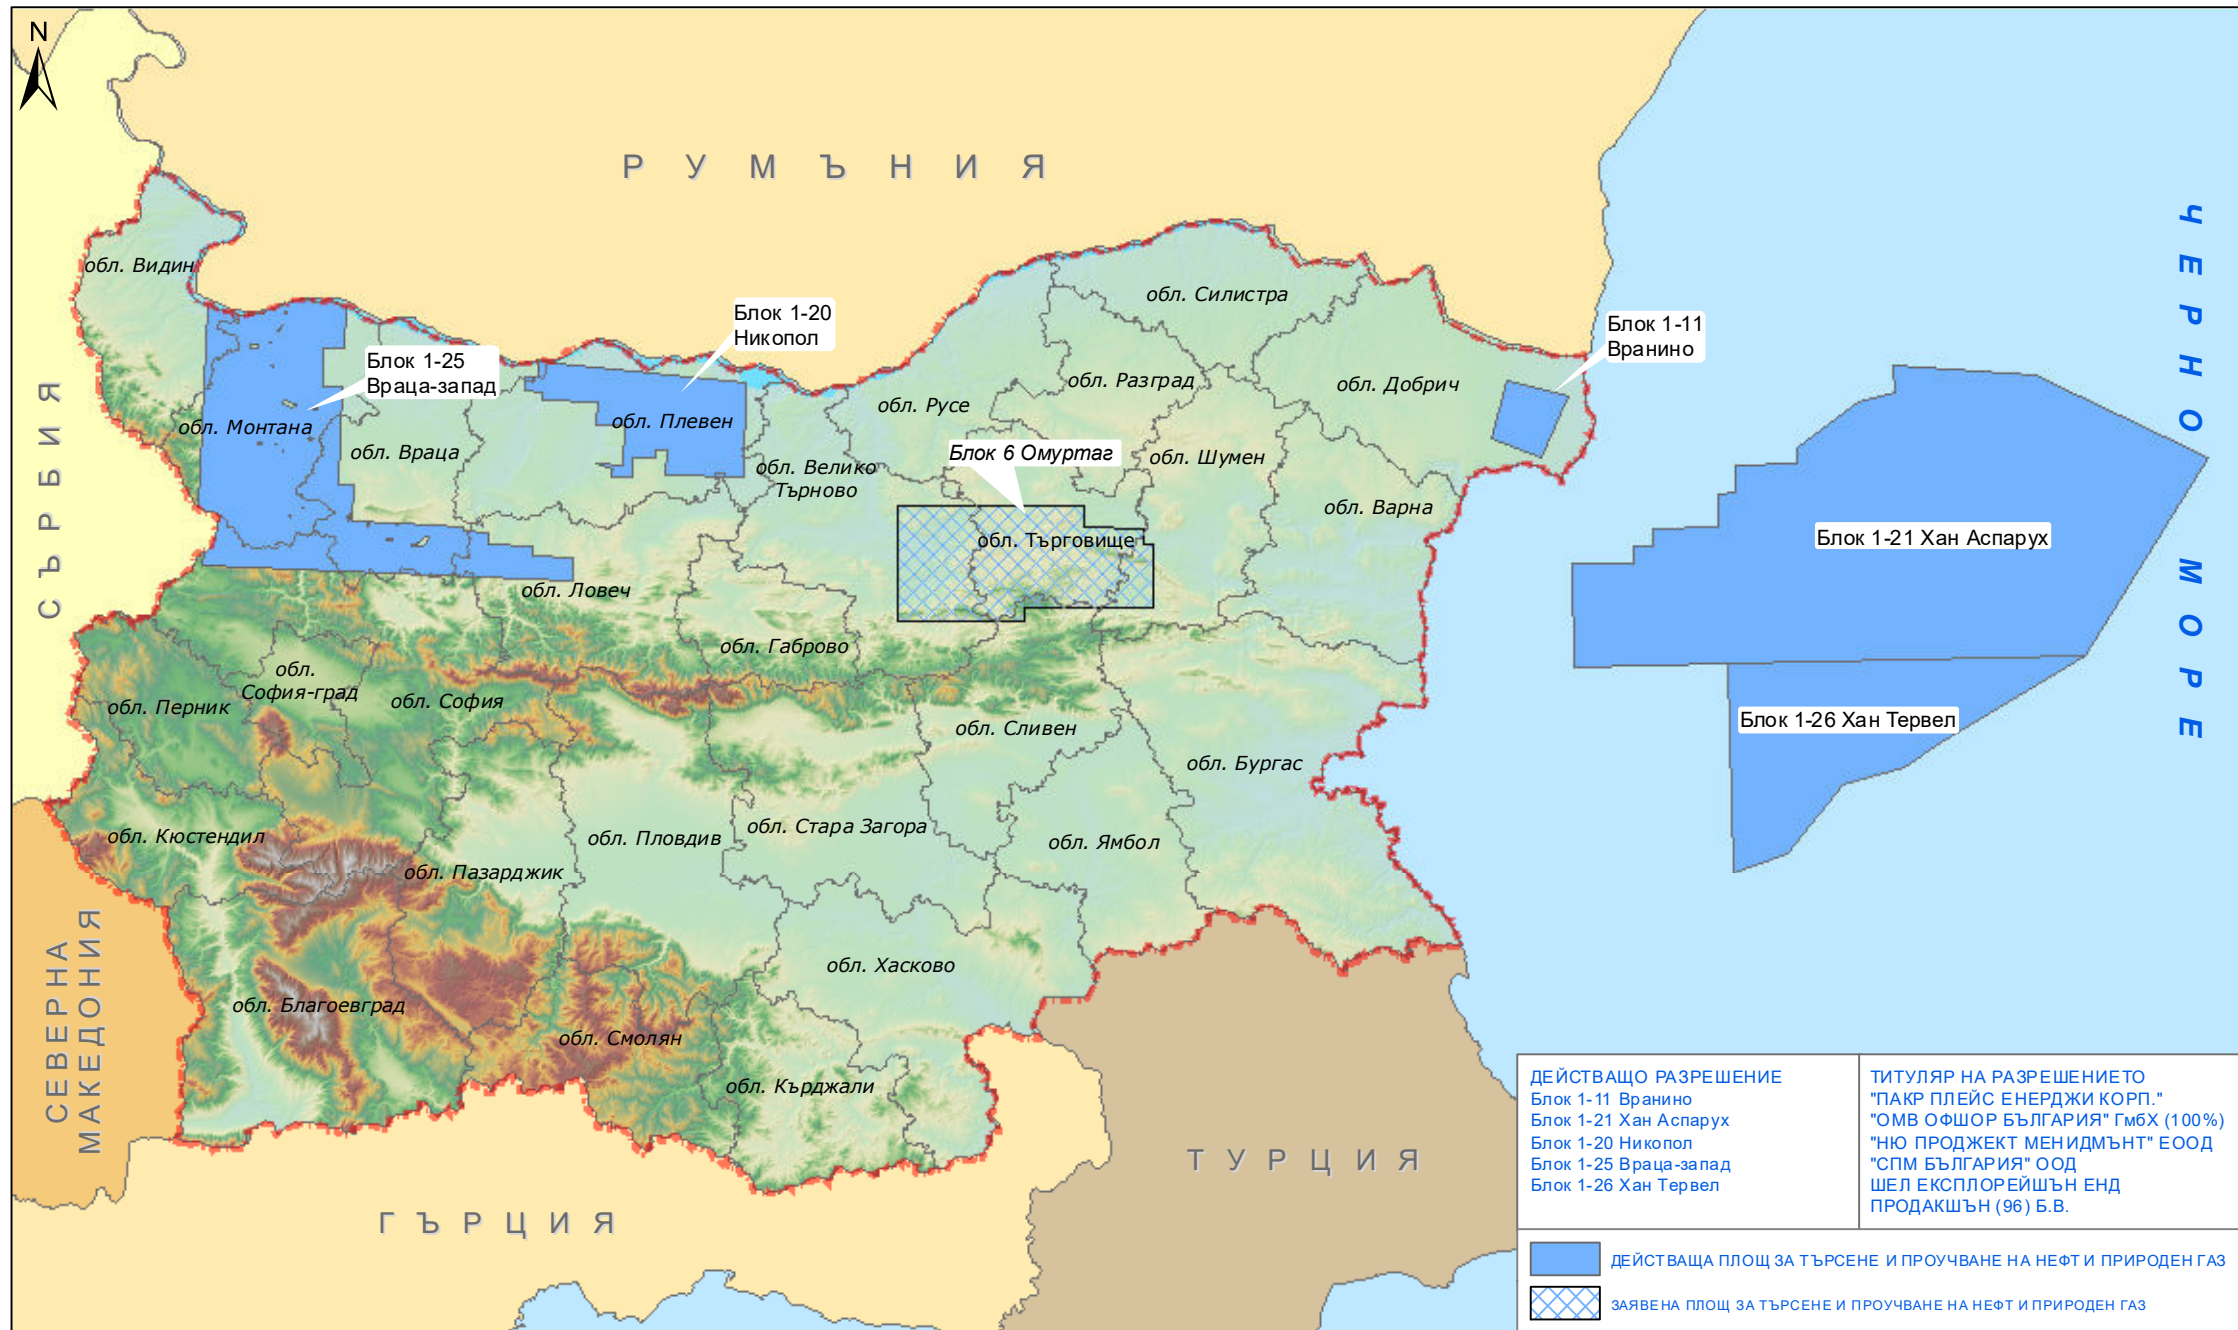 N
РУМЪНИЯ
ЧЕРНО МОРЕ
СЪРБИЯ
обл. Видин
обл. Силистра
Блок 1-20
Никопол
Блок 1-11
Вранино
Блок 1-25
Враца-запад
обл. Разград
обл. Добрич
обл. Русе
обл. Монтана
обл. Плевен
обл. Враца
Блок 6 Омуртаг
обл. Шумен
обл. Велико
Търново
обл. Варна
обл. Търговище
Блок 1-21 Хан Аспарух
обл. Ловеч
обл. Габрово
обл.
София-град
обл. Перник
обл. София
обл. Сливен
Блок 1-26 Хан Тервел
обл. Бургас
обл. Кюстендил
обл. Пловдив
обл. Стара Загора
обл. Ямбол
обл. Пазарджик
СЕВЕРНА
МАКЕДОНИЯ
обл. Хасково
обл. Благоевград
обл. Смолян
обл. Кърджали
ТУРЦИЯ
ГЪРЦИЯ
ДЕЙСТВАЩО РАЗРЕШЕНИЕ
Блок 1-11 Вранино
Блок 1-21 Хан Аспарух
Блок 1-20 Никопол
Блок 1-25 Враца-запад
Блок 1-26 Хан Тервел
ТИТУЛЯР НА РАЗРЕШЕНИЕТО
"ПАКР ПЛЕЙС ЕНЕРДЖИ КОРП."
"ОМВ ОФШОР БЪЛГАРИЯ" ГмбХ (100%)
"НЮ ПРОДЖЕКТ МЕНИДМЪНТ" ЕООД
"СПМ БЪЛГАРИЯ" ООД
ШЕЛ ЕКСПЛОРЕЙШЪН ЕНД
ПРОДАКШЪН (96) Б.В.
ДЕЙСТВАЩА ПЛОЩ ЗА ТЪРСЕНЕ И ПРОУЧВАНЕ НА НЕФТ И ПРИРОДЕН ГАЗ
ЗАЯВЕНА ПЛОЩ ЗА ТЪРСЕНЕ И ПРОУЧВАНЕ НА НЕФТ И ПРИРОДЕН ГАЗ